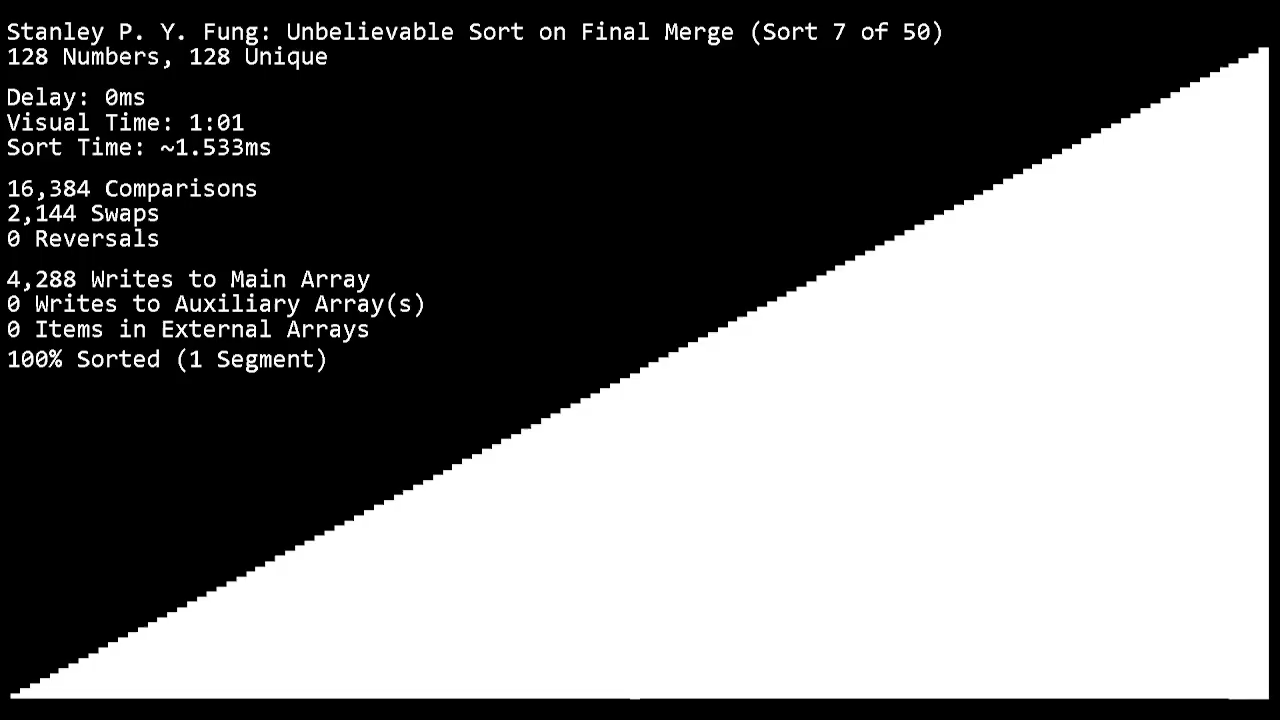 Stanley P. Y. Fung: Unbelievable Sort on Final Merge (Sort 7 of 50)
128 Numbers, 128 Unique
Delay: 0ms
Visual Time: 1:01
Sort Time: ~1.533ms
16,384 Comparisons
2,144 Swaps
0 Reversals
4,288 Writes to Main Array
0 Writes to Auxiliary Array(s)
0 Items in External Arrays
100% Sorted (1 Segment)